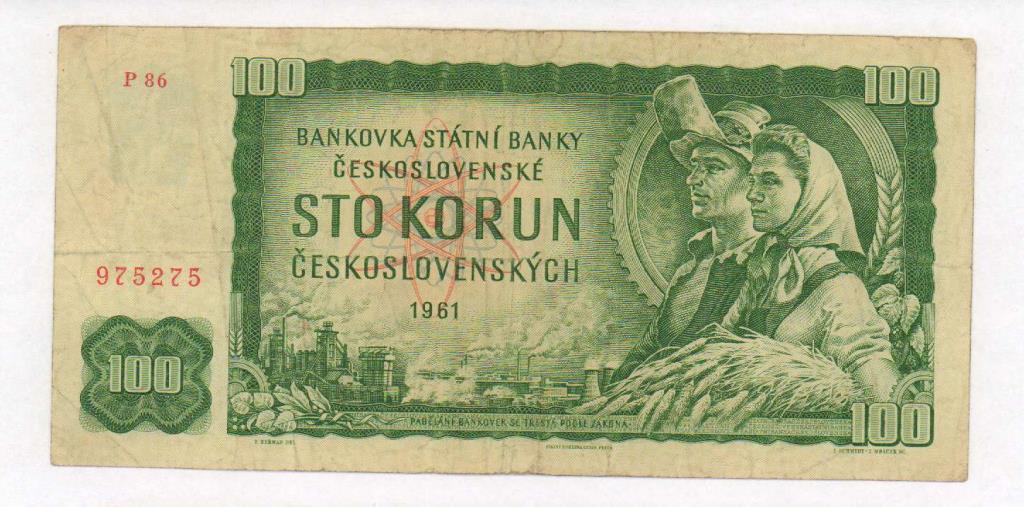 P 86
100
100
BANKOVKA STÁTNÍ BANKY
ČESKOSLOVENSKÉ
STO KORUN
ČESKOSLOVENSKÝCH
1961
975275
100
100
PADĚLÁNÍ BANKOVEK SE TRESTÁ PODLE ZÁKONA